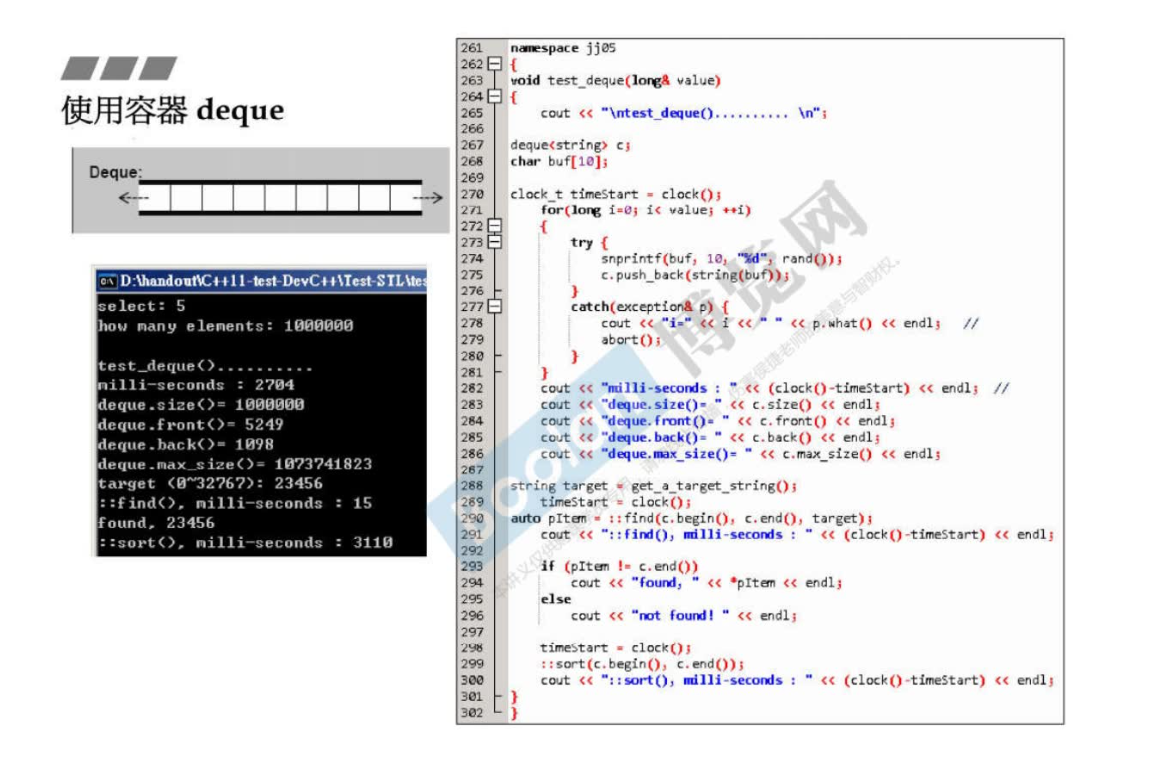 使用容器 deque
Deque:
D:\handout\C++11-test-DevC++\Test-STL\tes
select: 5
how many elements: 1000000
test_deque()..........
milli-seconds : 2704
deque.size()= 1000000
deque.front()= 5249
deque.back()= 1098
deque.max_size()= 1073741823
target (0~32767): 23456
::find(), milli-seconds : 15
found, 23456
::sort(), milli-seconds : 3110
261 namespace jj05
262 {
263 void test_deque(long& value)
264 {
265 cout << "\ntest_deque().......... \n";
266
267 deque<string> c;
268 char buf[10];
269
270 clock_t timeStart = clock();
271 for(long i=0; i< value; ++i)
272 {
273 try {
274 snprintf(buf, 10, "%d", rand());
275 c.push_back(string(buf));
276 }
277 catch(exception& p) {
278 cout << "i=" << i << " " << p.what() << endl; //
279 abort();
280 }
281 }
282 cout << "milli-seconds : " << (clock()-timeStart) << endl; //
283 cout << "deque.size()= " << c.size() << endl;
284 cout << "deque.front()= " << c.front() << endl;
285 cout << "deque.back()= " << c.back() << endl;
286 cout << "deque.max_size()= " << c.max_size() << endl;
287
288 string target = get_a_target_string();
289 timeStart = clock();
290 auto pItem = ::find(c.begin(), c.end(), target);
291 cout << "::find(), milli-seconds : " << (clock()-timeStart) << endl;
292
293 if (pItem != c.end())
294 cout << "found, " << *pItem << endl;
295 else
296 cout << "not found! " << endl;
297
298 timeStart = clock();
299 ::sort(c.begin(), c.end());
300 cout << "::sort(), milli-seconds : " << (clock()-timeStart) << endl;
301 }
302 }
Boolan 博览网